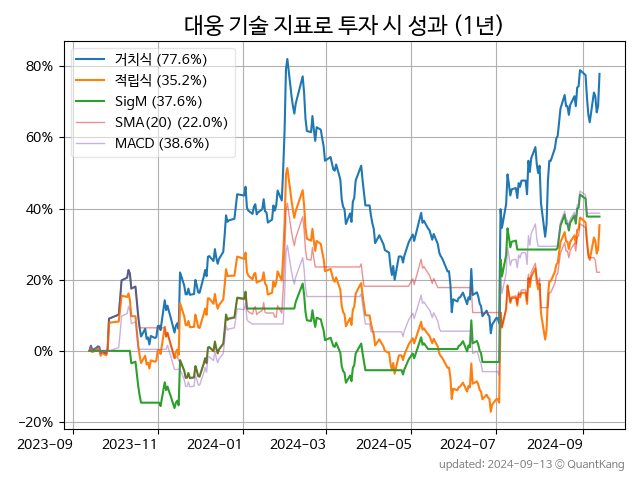 대웅 기술 지표로 투자 시 성과 (1년)
거치식 (77.6%)
적립식 (35.2%)
SigM (37.6%)
SMA(20) (22.0%)
MACD (38.6%)
80%
60%
40%
20%
0%
−20%
2023-09 2023-11 2024-01 2024-03 2024-05 2024-07 2024-09
updated: 2024-09-13 ⓒ QuantKang